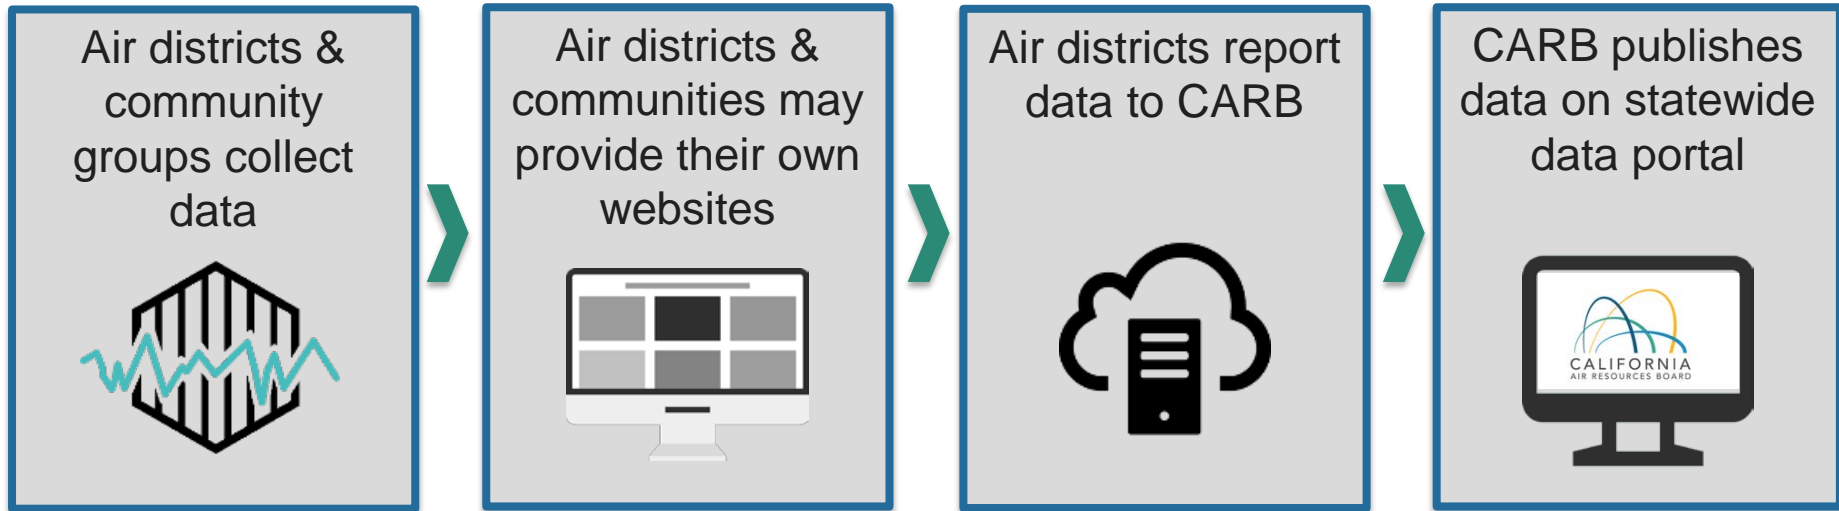 Air districts &
community
groups collect
data
Air districts &
communities may
provide their own
websites
Air districts report
data to CARB
CARB publishes
data on statewide
data portal
CALIFORNIA
AIR RESOURCES BOARD